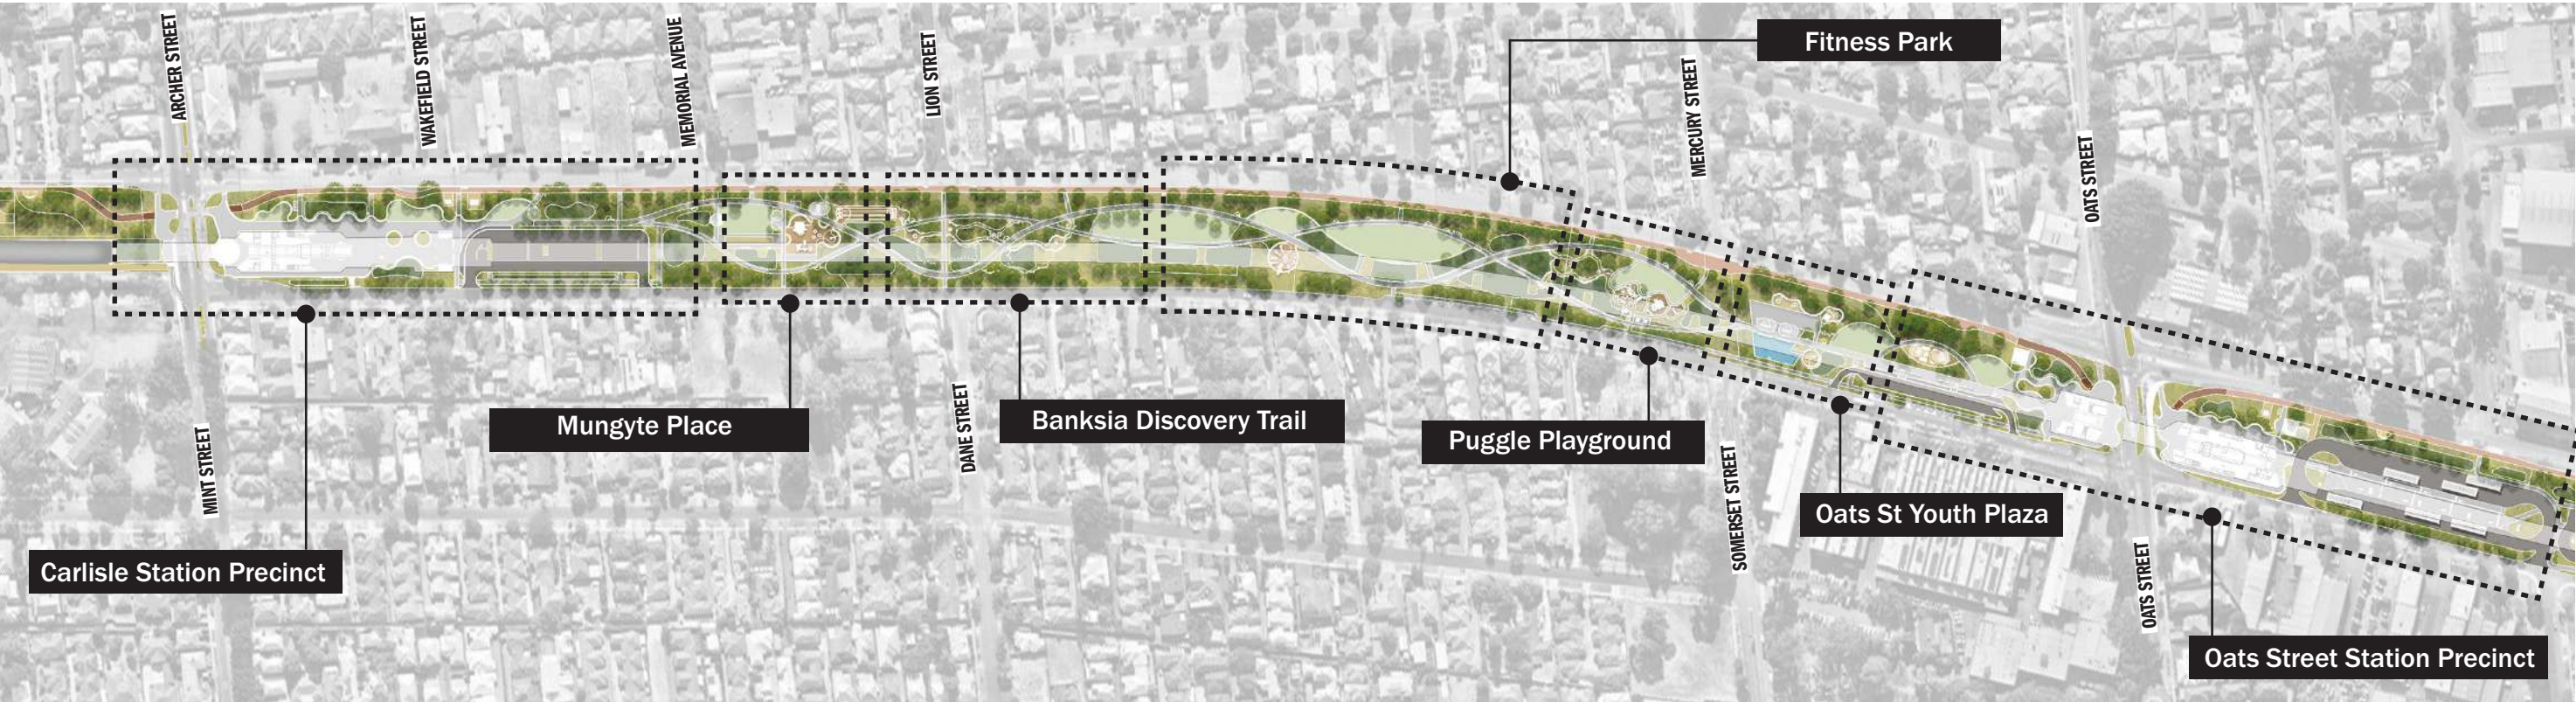 ARCHER STREET
WAKEFIELD STREET
MEMORIAL AVENUE
LION STREET
Fitness Park
MERCURY STREET
OATS STREET
MINT STREET
Mungyte Place
DANE STREET
Banksia Discovery Trail
Puggle Playground
SOMERSET STREET
Oats St Youth Plaza
OATS STREET
Carlisle Station Precinct
Oats Street Station Precinct